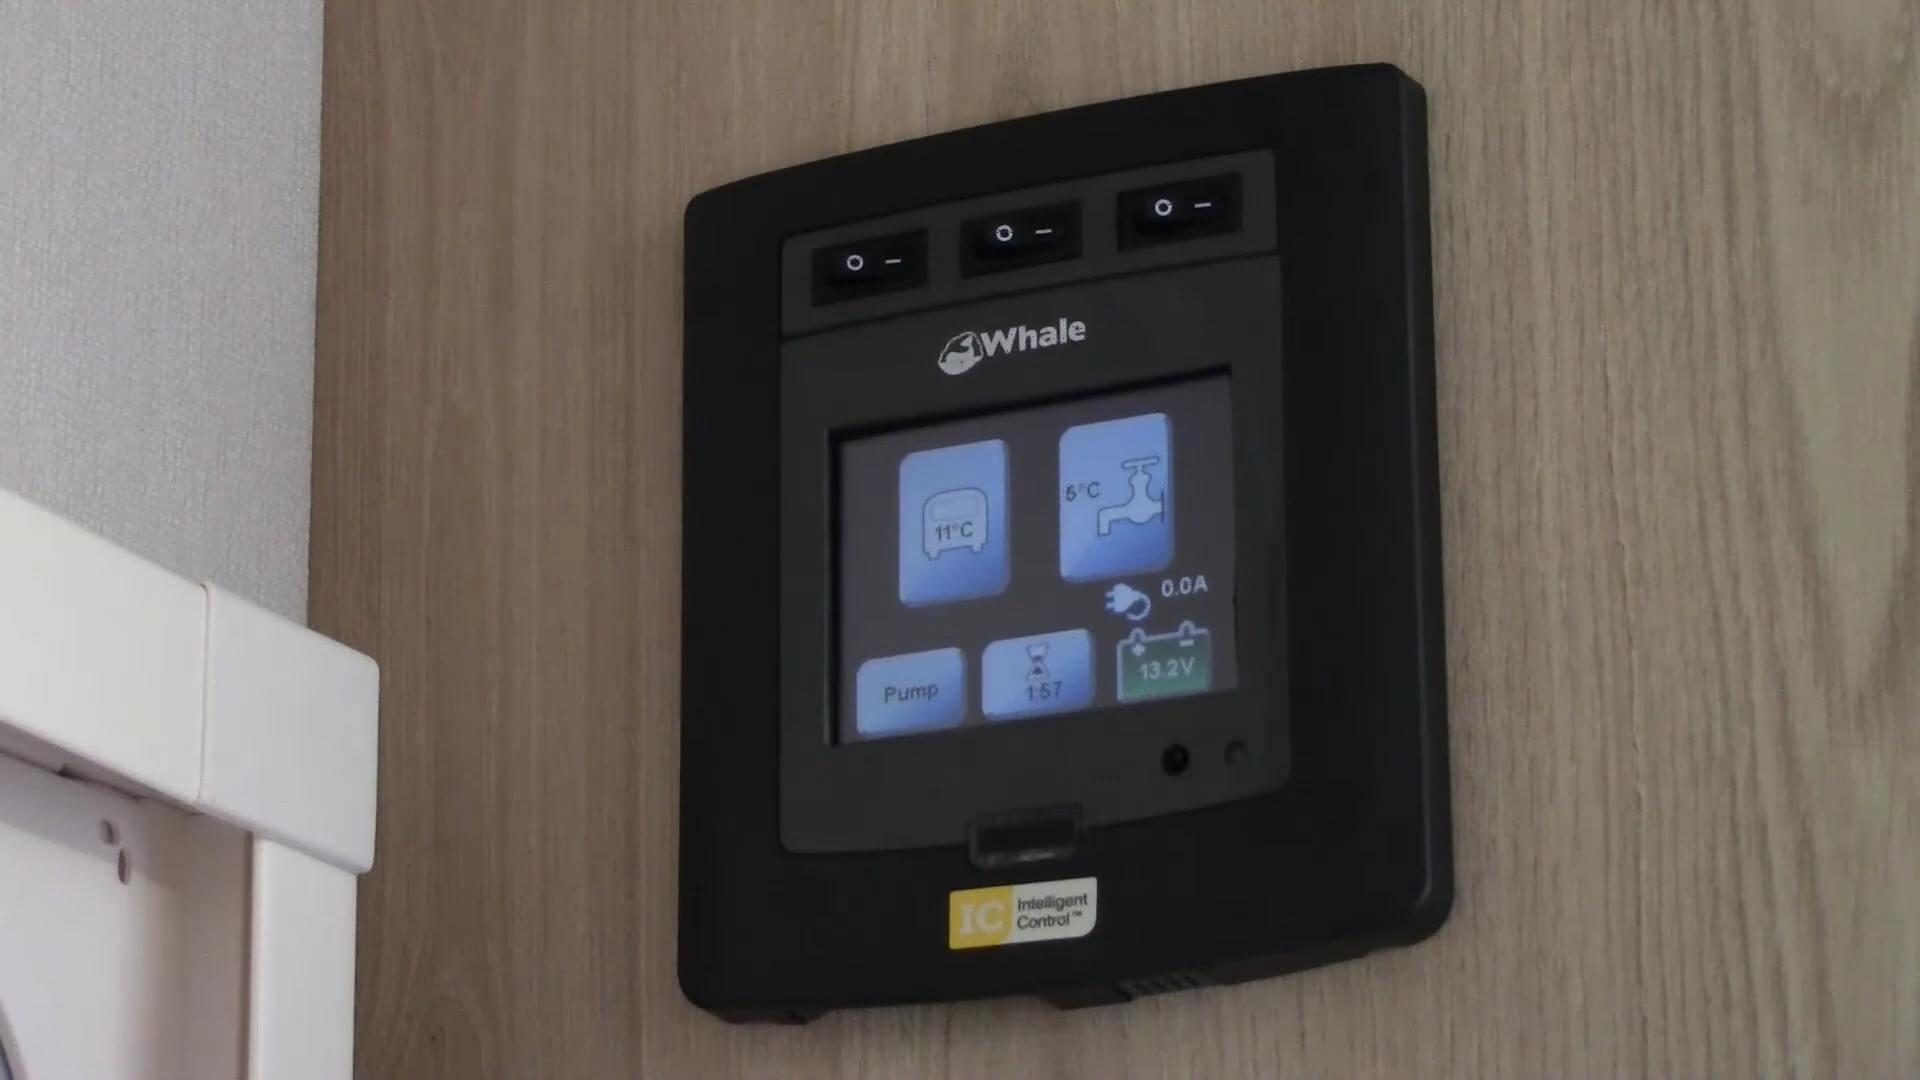 O – O – O –
Whale
11°C
5°C
0.0A
Pump
1:57
+ –
13.2V
IC Intelligent
Control™